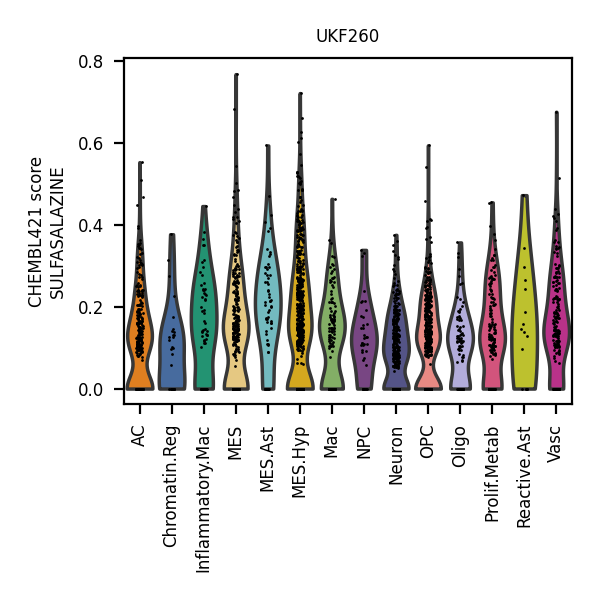 UKF260
CHEMBL421 score
SULFASALAZINE
0.8
0.6
0.4
0.2
0.0
AC
Chromatin.Reg
Inflammatory.Mac
MES
MES.Ast
MES.Hyp
Mac
NPC
Neuron
OPC
Oligo
Prolif.Metab
Reactive.Ast
Vasc